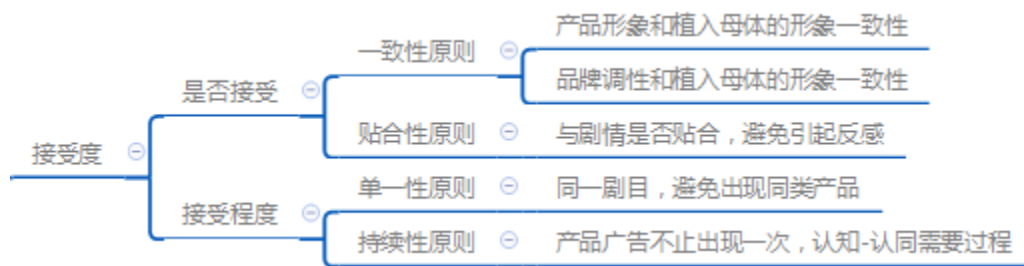 产品形象和植入母体的形象一致性
一致性原则
品牌调性和植入母体的形象一致性
是否接受
贴合性原则 与剧情是否贴合，避免引起反感
接受度
单一性原则 同一剧目，避免出现同类产品
接受程度
持续性原则 产品广告不止出现一次，认知-认同需要过程